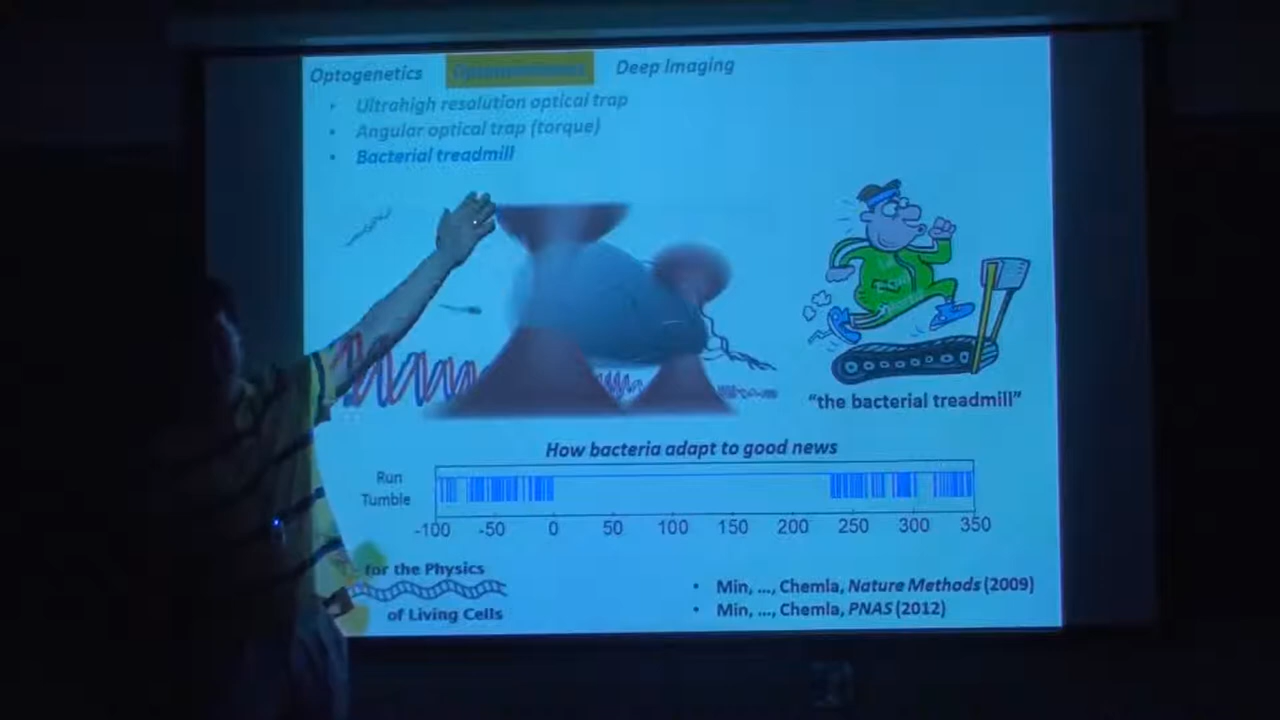 Optogenetics
Deep Imaging
Ultrahigh resolution optical trap
Angular optical trap (torque)
Bacterial treadmill
"the bacterial treadmill"
How bacteria adapt to good news
Run
Tumble
-100 -50 0 50 100 150 200 250 300 350
for the Physics
of Living Cells
Min, ..., Chemla, Nature Methods (2009)
Min, ..., Chemla, PNAS (2012)